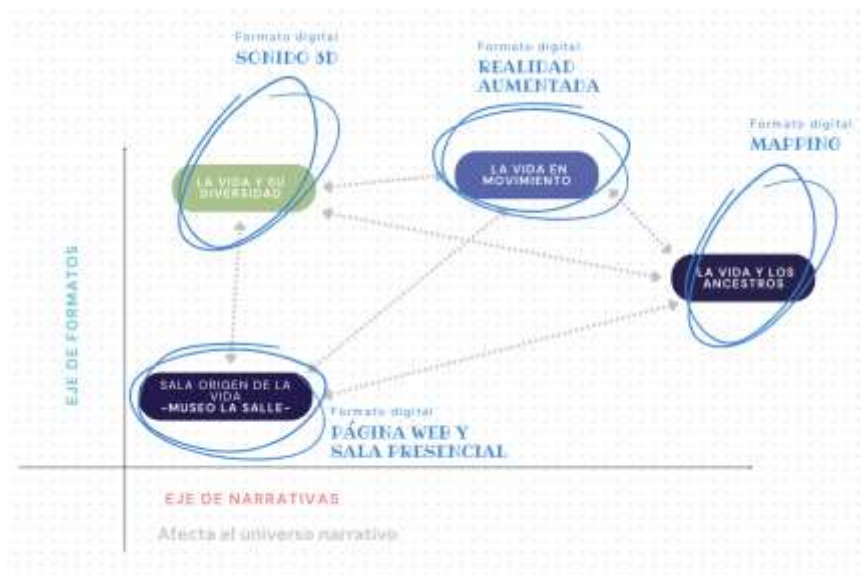 Formato digital
SONIDO 3D
Formato digital
REALIDAD
AUMENTADA
Formato digital
MAPPING
LA VIDA Y SU
DIVERSIDAD
LA VIDA EN
MOVIMIENTO
LA VIDA Y LOS
ANCESTROS
EJE DE FORMATOS
SALA ORIGEN DE LA
VIDA
-MUSEO LA SALLE-
Formato digital
PÁGINA WEB Y
SALA PRESENCIAL
EJE DE NARRATIVAS
Afecta el universo narrativo